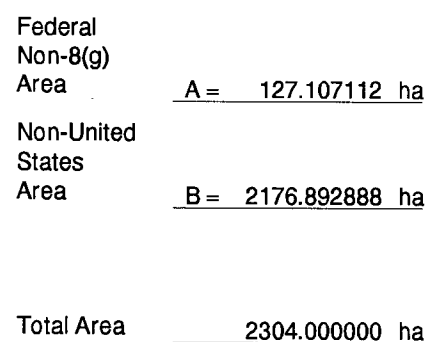 Federal
Non-8(g)
Area A = 127.107112 ha
Non-United
States
Area B = 2176.892888 ha
Total Area 2304.000000 ha